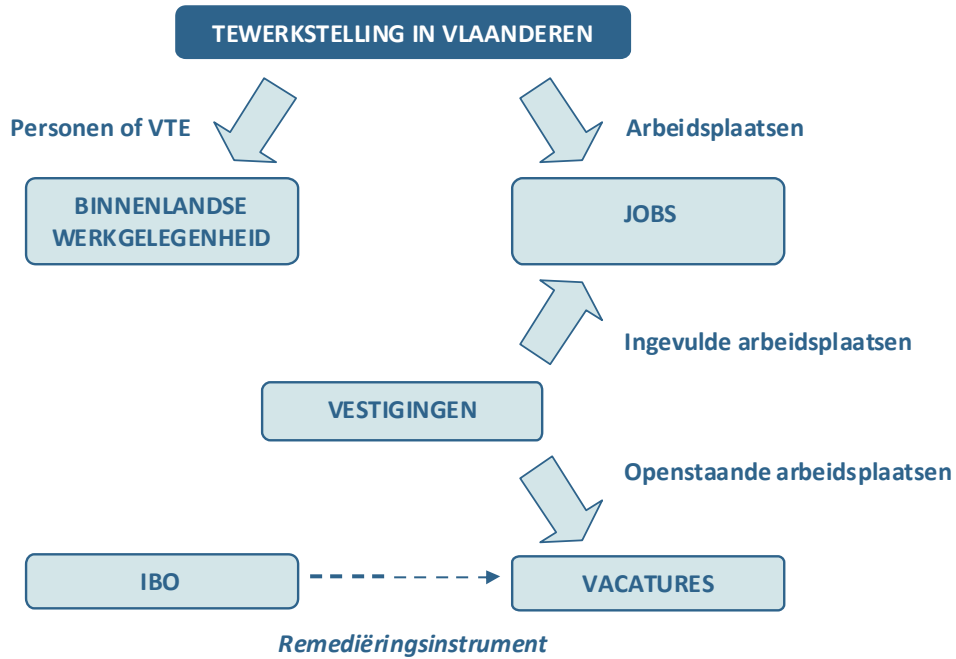 TEWERKSTELLING IN VLAANDEREN
Personen of VTE
Arbeidsplaatsen
BINNENLANDSE
WERKGELEGENHEID
JOBS
Ingevulde arbeidsplaatsen
VESTIGINGEN
Openstaande arbeidsplaatsen
IBO
VACATURES
Remediëringsinstrument